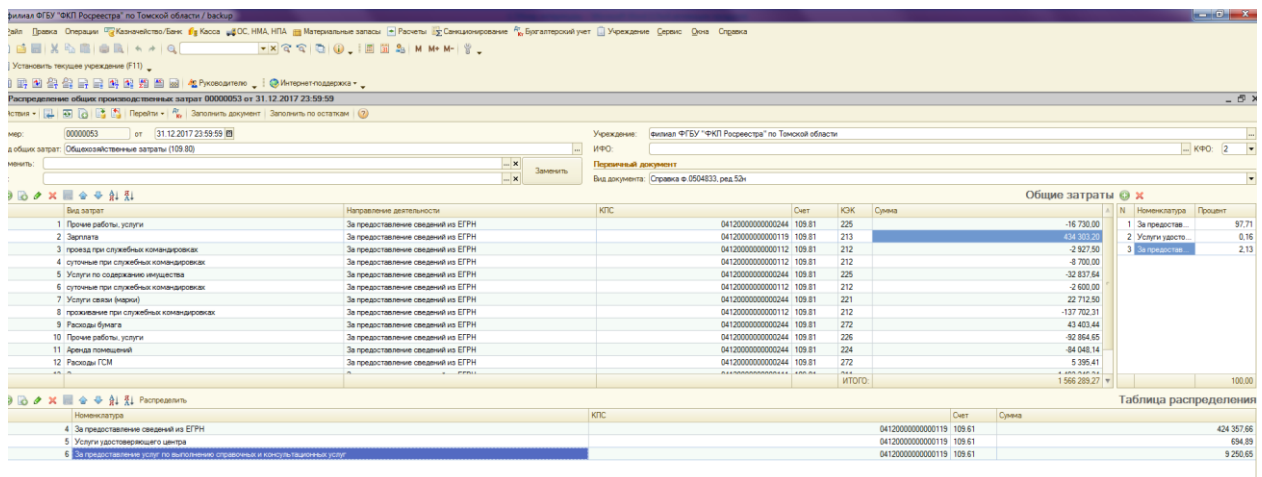 филиал ФГБУ "ФКП Росреестра" по Томской области / backup
Файл Правка Операции Казначейство/Банк Касса ОС, НМА, НПА Материальные запасы Расчеты Санкционирование Бухгалтерский учет Учреждение Сервис Окна Справка
M M+ M-
Установить текущее учреждение (F11)
Руководителю Интернет-поддержка
Распределение общих производственных затрат 00000053 от 31.12.2017 23:59:59
Перейти Заполнить документ Заполнить по остаткам
мер: 00000053 от 31.12.2017 23:59:59 Учреждение: филиал ФГБУ "ФКП Росреестра" по Томской области
д общих затрат: Общехозяйственные затраты (109.80) ИФО: КФО: 2
менить: Заменить Первичный документ
Вид документа: Справка ф.0504833, ред.52н
Общие затраты
Вид затрат Направление деятельности КПС Счет КЭК Сумма N Номенклатура Процент
1 Прочие работы, услуги За предоставление сведений из ЕГРН 04120000000000244 109.81 225 -16 730,00 1 За предостав... 97,71
2 Зарплата За предоставление сведений из ЕГРН 04120000000000119 109.81 213 434 303,20 2 Услуги удосто... 0,16
3 проезд при служебных командировках За предоставление сведений из ЕГРН 04120000000000112 109.81 212 -2 927,50 3 За предостав... 2,13
4 суточные при служебных командировках За предоставление сведений из ЕГРН 04120000000000112 109.81 212 -8 700,00
5 Услуги по содержанию имущества За предоставление сведений из ЕГРН 04120000000000244 109.81 225 -32 837,64
6 суточные при служебных командировках За предоставление сведений из ЕГРН 04120000000000112 109.81 212 -2 600,00
7 Услуги связи (марки) За предоставление сведений из ЕГРН 04120000000000244 109.81 221 22 712,50
8 проживание при служебных командировках За предоставление сведений из ЕГРН 04120000000000112 109.81 212 -137 702,31
9 Расходы бумага За предоставление сведений из ЕГРН 04120000000000244 109.81 272 43 403,44
10 Прочие работы, услуги За предоставление сведений из ЕГРН 04120000000000244 109.81 226 -92 864,65
11 Аренда помещений За предоставление сведений из ЕГРН 04120000000000244 109.81 224 -84 048,14
12 Расходы ГСМ За предоставление сведений из ЕГРН 04120000000000244 109.81 272 5 395,41
ИТОГО: 1 566 289,27 100,00
Распределить Таблица распределения
Номенклатура КПС Счет Сумма
4 За предоставление сведений из ЕГРН 04120000000000119 109.61 424 357,66
5 Услуги удостоверяющего центра 04120000000000119 109.61 694,89
6 За предоставление услуг по выполнению справочных и консультационных услуг 04120000000000119 109.61 9 250,65